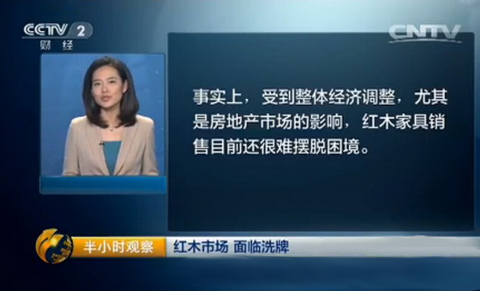 CCTV 2
财经
CNTV
事实上，受到整体经济调整，尤其
是房地产市场的影响，红木家具销
售目前还很难摆脱困境。
半小时观察
红木市场 面临洗牌